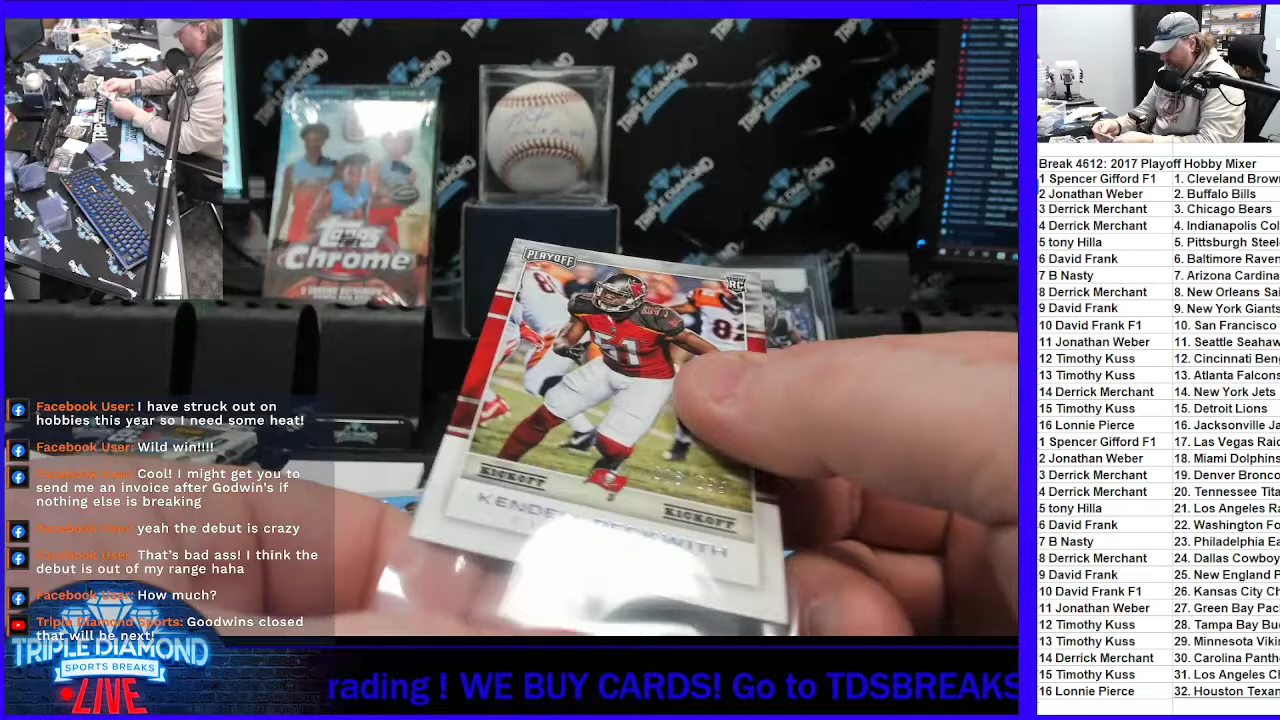 PLAYOFF
RC
51
KICKOFF
KICKOFF
TOPPS
Chrome
TRIPLE DIAMOND
Facebook User: I have struck out on
hobbies this year so I need some heat!
Facebook User: Wild win!!!!
Facebook User: Cool! I might get you to
send me an invoice after Godwin's if
nothing else is breaking
Facebook User: yeah the debut is crazy
Facebook User: That's bad ass! I think the
debut is out of my range haha
Facebook User: How much?
Triple Diamond Sports: Goodwins closed
that will be next!
TRIPLE DIAMOND
SPORTS BREAKS
LIVE
Break 4612: 2017 Playoff Hobby Mixer
1 Spencer Gifford F1 1. Cleveland Brown
2 Jonathan Weber 2. Buffalo Bills
3 Derrick Merchant 3. Chicago Bears
4 Derrick Merchant 4. Indianapolis Co
5 tony Hilla 5. Pittsburgh Steel
6 David Frank 6. Baltimore
7 B Nasty 7. Arizona Cardina
8 Derrick Merchant 8. New Orleans Sai
9 David Frank 9. New York Giants
10 David Frank F1 10. San Francisco
11 Jonathan Weber 11. Seattle Seahaw
12 Timothy Kuss 12. Cincinnati Ben
13 Timothy Kuss 13. Atlanta Falcons
14 Derrick Merchant 14. New York Jets
15 Timothy Kuss 15. Detroit Lions
16 Lonnie Pierce 16. Jacksonville Ja
1 Spencer Gifford F1 17. Las Vegas Raid
2 Jonathan Weber 18. Miami Dolphins
3 Derrick Merchant 19. Denver Bronco
4 Derrick Merchant 20. Tennessee Tita
5 tony Hilla 21. Los Angeles Ra
6 David Frank 22. Washington Fo
7 B Nasty 23. Philadelphia Ea
8 Derrick Merchant 24. Dallas Cowboy
9 David Frank 25. New England P
10 David Frank F1 26. Kansas City Ch
11 Jonathan Weber 27. Green Bay Pac
12 Timothy Kuss 28. Tampa Bay Bu
13 Timothy Kuss 29. Minnesota
14 Derrick Merchant 30. Carolina Panth
15 Timothy Kuss 31. Los Angeles
16 Lonnie Pierce 32. Houston Texan